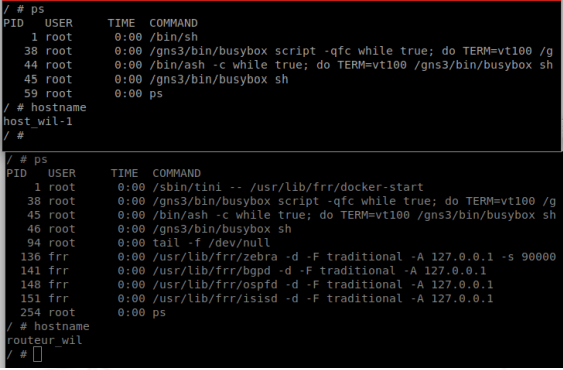 / # ps
PID   USER     TIME  COMMAND
    1 root      0:00 /bin/sh
   38 root      0:00 /gns3/bin/busybox script -qfc while true; do TERM=vt100 /g
   44 root      0:00 /bin/ash -c while true; do TERM=vt100 /gns3/bin/busybox sh
   45 root      0:00 /gns3/bin/busybox sh
   59 root      0:00 ps
/ # hostname
host_wil-1
/ #
/ # ps
PID   USER     TIME  COMMAND
    1 root      0:00 /sbin/tini -- /usr/lib/frr/docker-start
   38 root      0:00 /gns3/bin/busybox script -qfc while true; do TERM=vt100 /g
   45 root      0:00 /bin/ash -c while true; do TERM=vt100 /gns3/bin/busybox sh
   46 root      0:00 /gns3/bin/busybox sh
   94 root      0:00 tail -f /dev/null
  136 frr       0:00 /usr/lib/frr/zebra -d -F traditional -A 127.0.0.1 -s 90000
  141 frr       0:00 /usr/lib/frr/bgpd -d -F traditional -A 127.0.0.1
  148 frr       0:00 /usr/lib/frr/ospfd -d -F traditional -A 127.0.0.1
  151 frr       0:00 /usr/lib/frr/isisd -d -F traditional -A 127.0.0.1
  254 root      0:00 ps
/ # hostname
routeur_wil
/ #